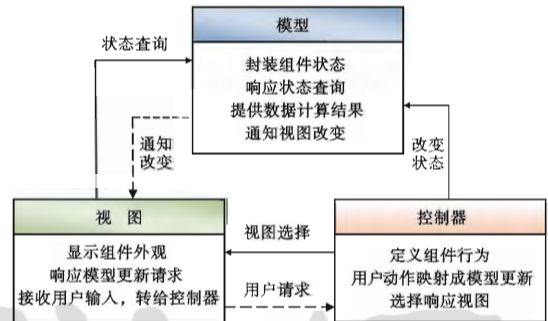 模型
状态查询
封装组件状态
响应状态查询
提供数据计算结果
通知视图改变
通知
改变
改变
状态
视 图
视图选择
控制器
显示组件外观
响应模型更新请求
接收用户输入，转给控制器
用户请求
定义组件行为
用户动作映射成模型更新
选择响应视图